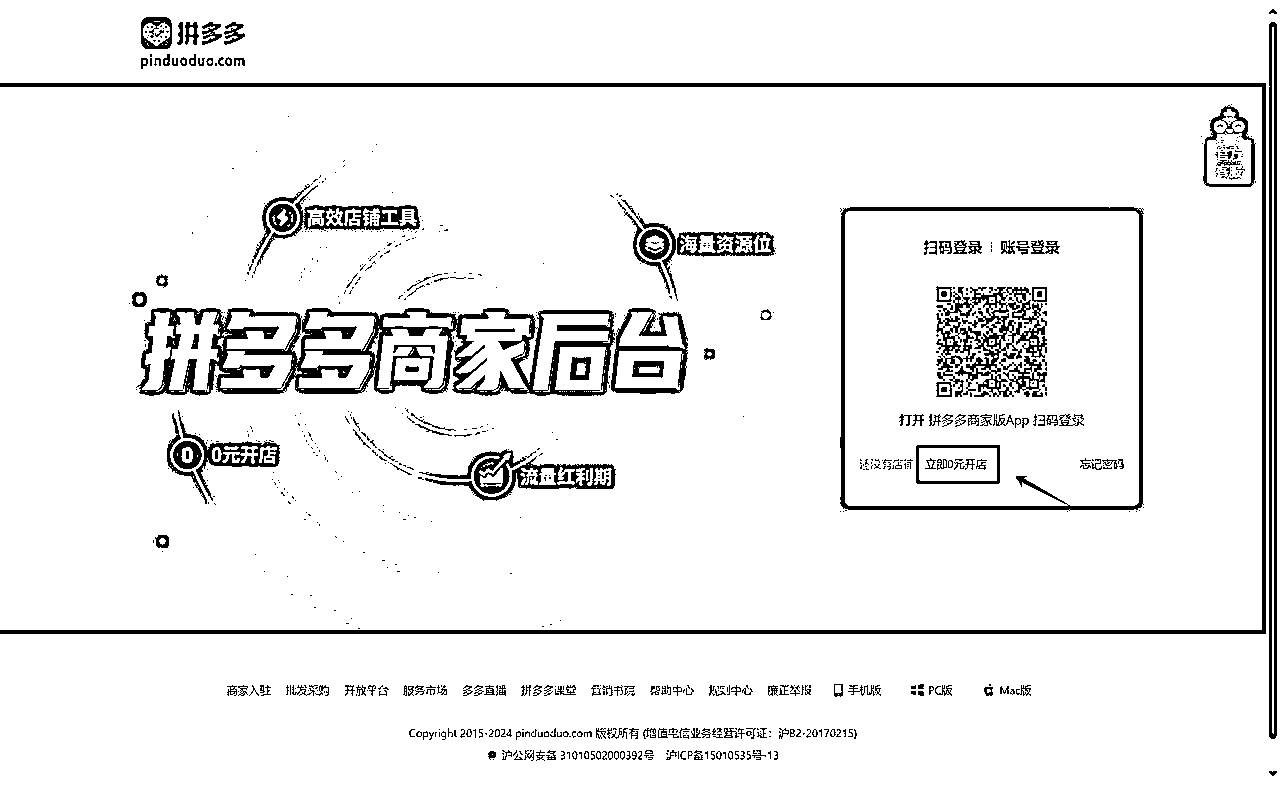 拼多多
pinduoduo.com
官方
客服
高效店铺工具
海量资源位
扫码登录 | 账号登录
拼多多商家后台
打开 拼多多商家版App 扫码登录
0 0元开店
流量红利期
还没有店铺 立即0元开店 忘记密码
商家入驻 批发采购 开放平台 服务市场 多多直播 拼多多课堂 营销书院 帮助中心 规则中心 廉正举报 手机版 PC版 Mac版
Copyright 2015-2024 pinduoduo.com 版权所有 (增值电信业务经营许可证：沪B2-20170215)
沪公网安备 31010502000392号 沪ICP备15010535号-13